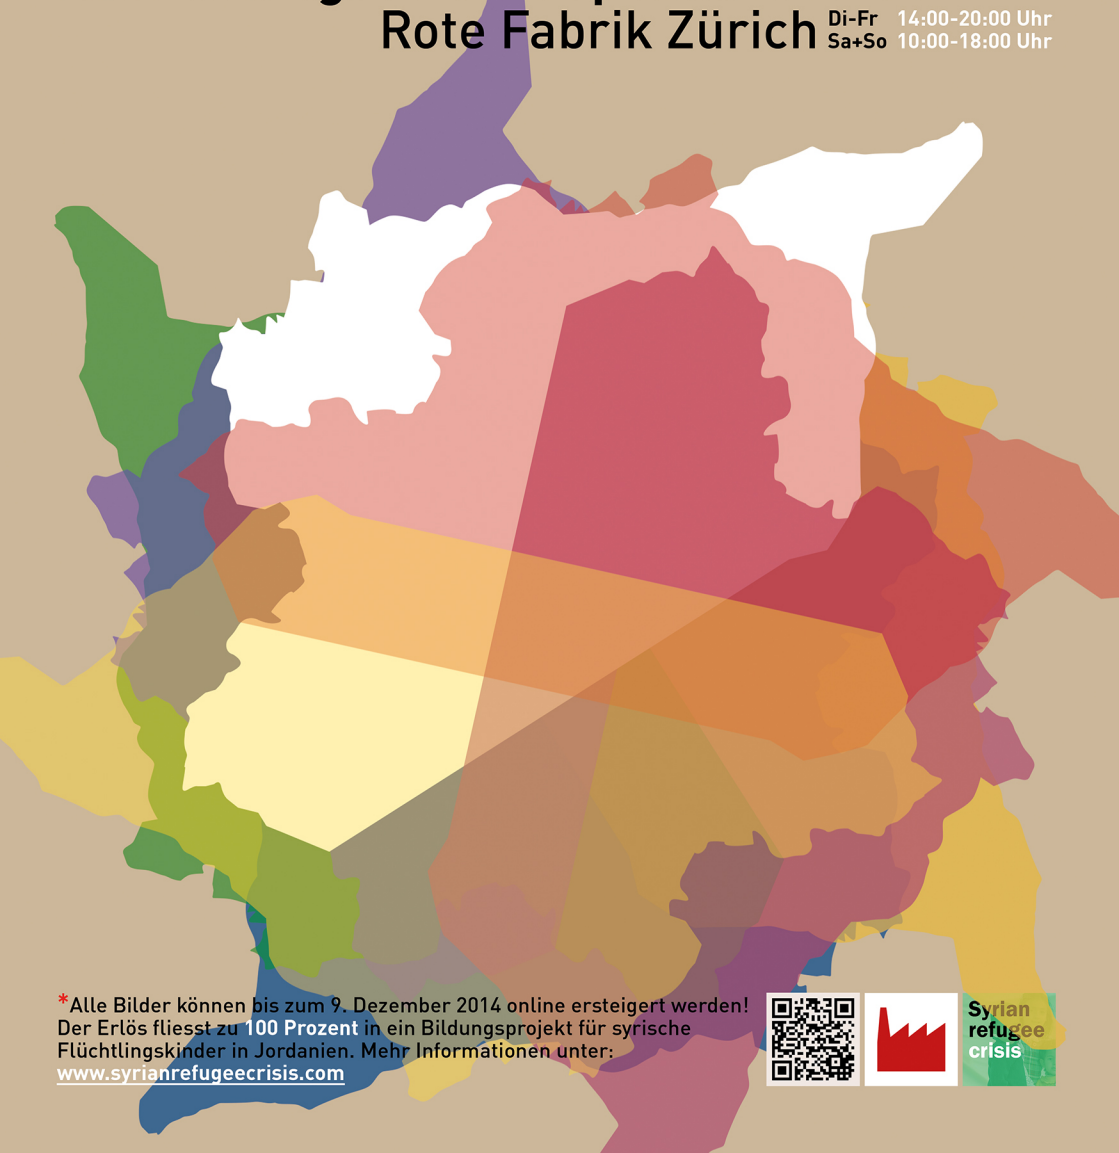 Rote Fabrik Zürich
Di-Fr 14:00-20:00 Uhr
Sa+So 10:00-18:00 Uhr
*Alle Bilder können bis zum 9. Dezember 2014 online ersteigert werden!
Der Erlös fliesst zu 100 Prozent in ein Bildungsprojekt für syrische
Flüchtlingskinder in Jordanien. Mehr Informationen unter:
www.syrianrefugeecrisis.com
Syrian
refugee
crisis